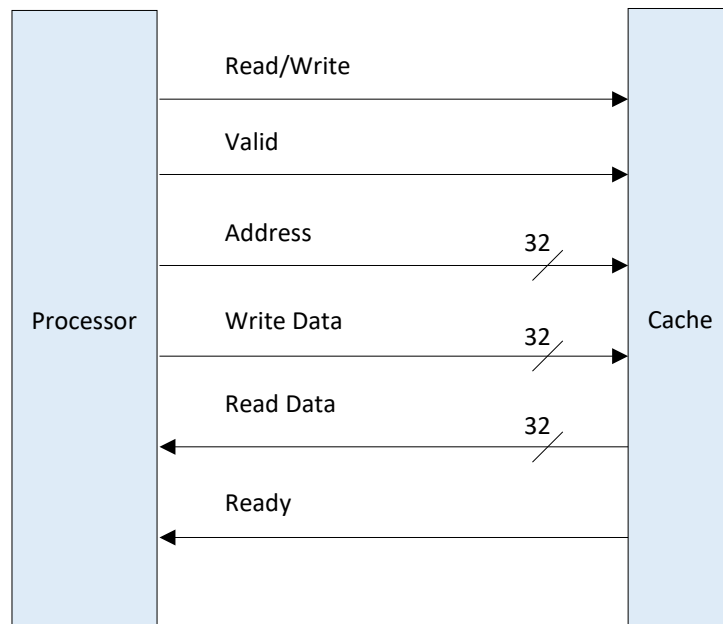 Read/Write
Valid
Address
32
Processor
Write Data
32
Cache
Read Data
32
Ready